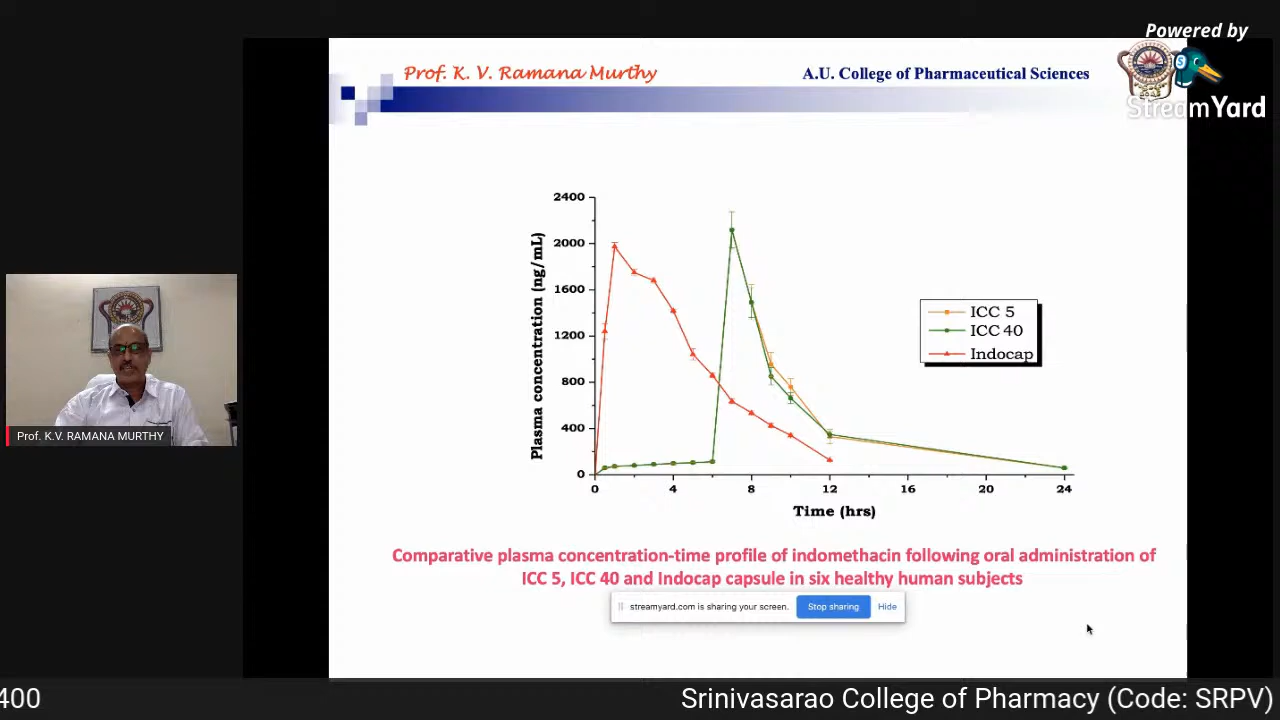 Powered by
StreamYard
Prof. K. V. Ramana Murthy
A.U. College of Pharmaceutical Sciences
2400
2000
1600
1200
800
400
0
Plasma concentration (ng/mL)
0 4 8 12 16 20 24
Time (hrs)
ICC 5
ICC 40
Indocap
Comparative plasma concentration-time profile of indomethacin following oral administration of
ICC 5, ICC 40 and Indocap capsule in six healthy human subjects
streamyard.com is sharing your screen. Stop sharing Hide
Prof. K.V. RAMANA MURTHY
400
Srinivasarao College of Pharmacy (Code: SRPV)